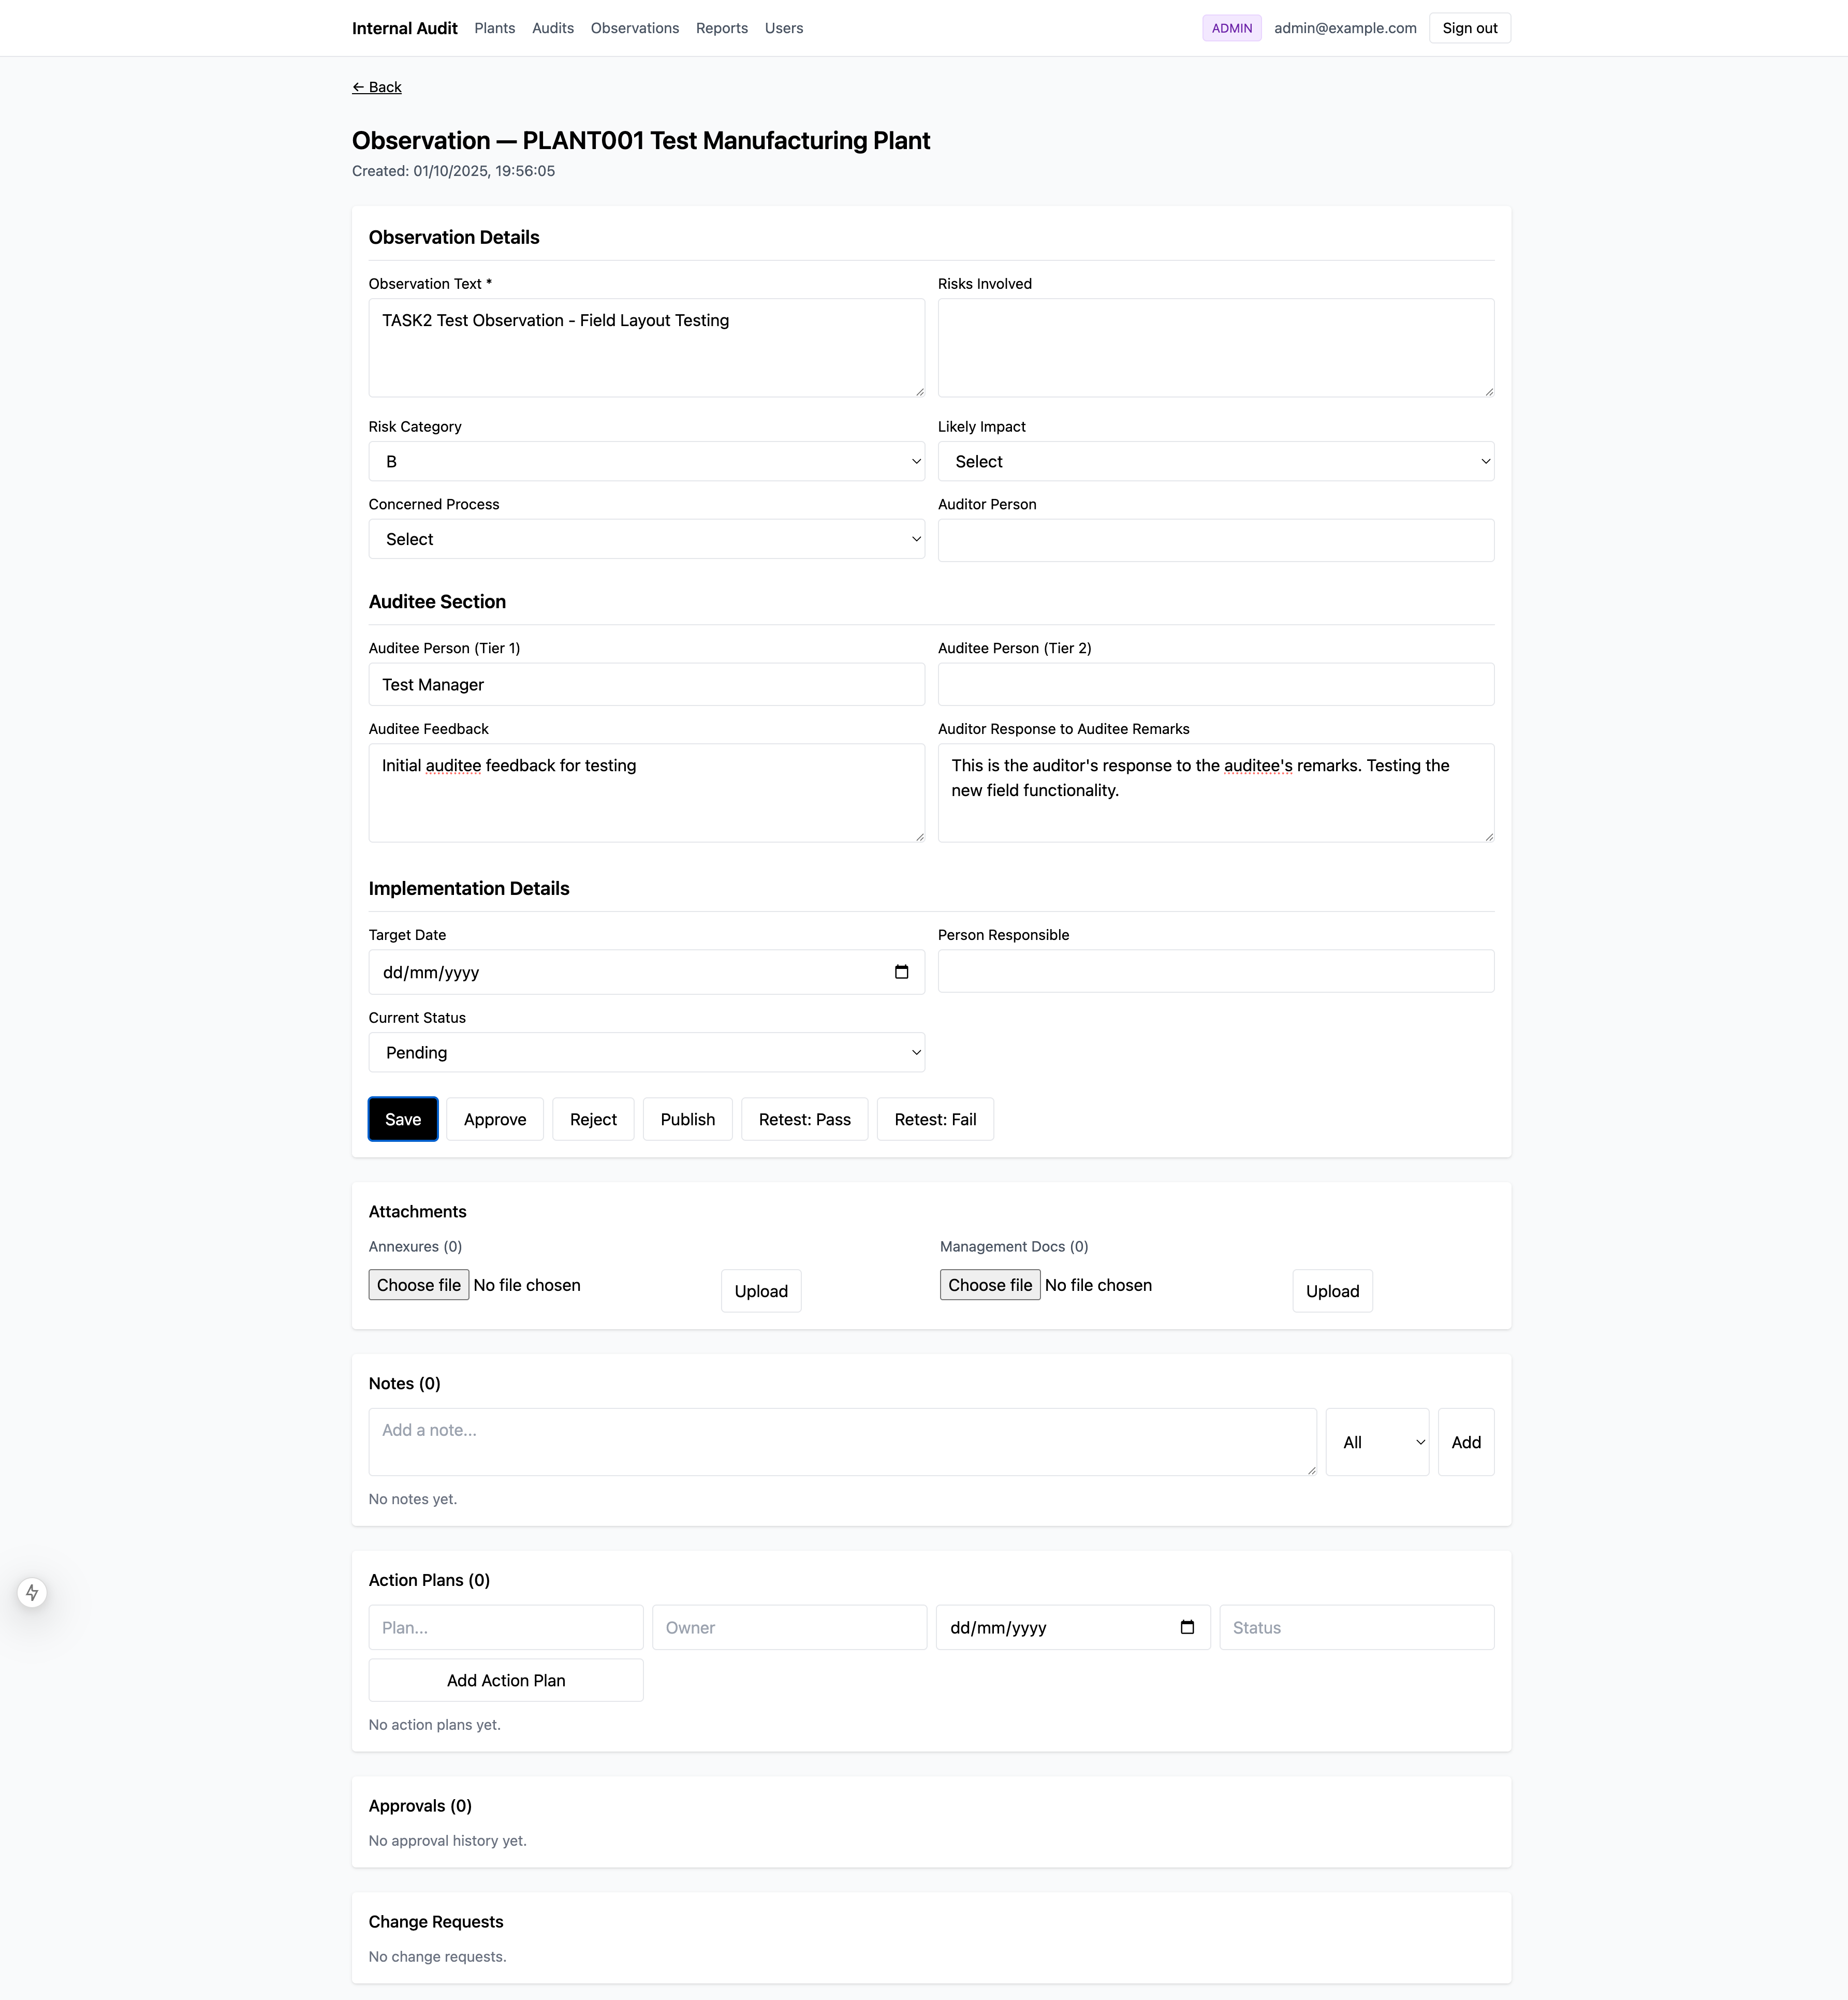 Internal Audit Plants Audits Observations Reports Users ADMIN admin@example.com Sign out
← Back
Observation — PLANT001 Test Manufacturing Plant
Created: 01/10/2025, 19:56:05
Observation Details
Observation Text * Risks Involved
TASK2 Test Observation - Field Layout Testing
Risk Category Likely Impact
B Select
Concerned Process Auditor Person
Select
Auditee Section
Auditee Person (Tier 1) Auditee Person (Tier 2)
Test Manager
Auditee Feedback Auditor Response to Auditee Remarks
Initial auditee feedback for testing This is the auditor's response to the auditee's remarks. Testing the
new field functionality.
Implementation Details
Target Date Person Responsible
dd/mm/yyyy
Current Status
Pending
Save Approve Reject Publish Retest: Pass Retest: Fail
Attachments
Annexures (0) Management Docs (0)
Choose file No file chosen Upload Choose file No file chosen Upload
Notes (0)
Add a note... All Add
No notes yet.
Action Plans (0)
Plan... Owner dd/mm/yyyy Status
Add Action Plan
No action plans yet.
Approvals (0)
No approval history yet.
Change Requests
No change requests.